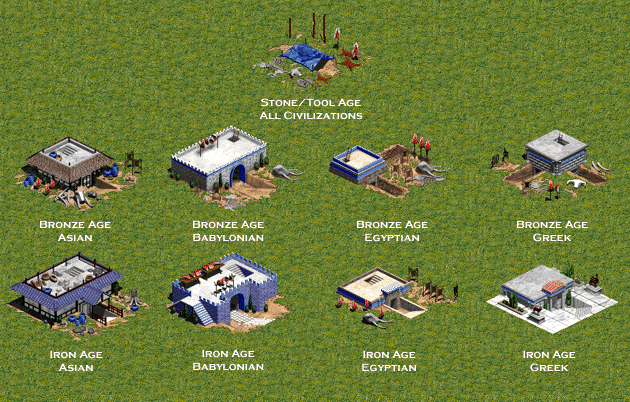 Stone/Tool Age
All Civilizations
Bronze Age
Asian
Bronze Age
Babylonian
Bronze Age
Egyptian
Bronze Age
Greek
Iron Age
Asian
Iron Age
Babylonian
Iron Age
Egyptian
Iron Age
Greek